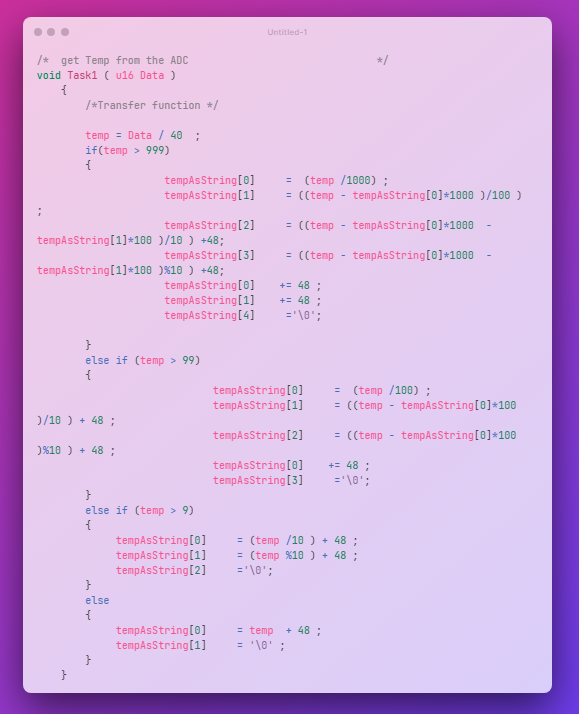 Untitled-1
/*  get Temp from the ADC                               */
void Task1 ( u16 Data )
    {
        /*Transfer function */

        temp = Data / 40  ;
        if(temp > 999)
        {
                     tempAsString[0]     =  (temp /1000) ;
                     tempAsString[1]     = ((temp - tempAsString[0]*1000 )/100 )
;
                     tempAsString[2]     = ((temp - tempAsString[0]*1000  -
tempAsString[1]*100 )/10 ) +48;
                     tempAsString[3]     = ((temp - tempAsString[0]*1000  -
tempAsString[1]*100 )%10 ) +48;
                     tempAsString[0]    += 48 ;
                     tempAsString[1]    += 48 ;
                     tempAsString[4]     ='\0';

        }
        else if (temp > 99)
        {
                             tempAsString[0]     =  (temp /100) ;
                             tempAsString[1]     = ((temp - tempAsString[0]*100
)/10 ) + 48 ;
                             tempAsString[2]     = ((temp - tempAsString[0]*100
)%10 ) + 48 ;
                             tempAsString[0]    += 48 ;
                             tempAsString[3]     ='\0';
        }
        else if (temp > 9)
        {
             tempAsString[0]     = (temp /10 ) + 48 ;
             tempAsString[1]     = (temp %10 ) + 48 ;
             tempAsString[2]     ='\0';
        }
        else
        {
             tempAsString[0]     = temp  + 48 ;
             tempAsString[1]     = '\0' ;
        }
    }